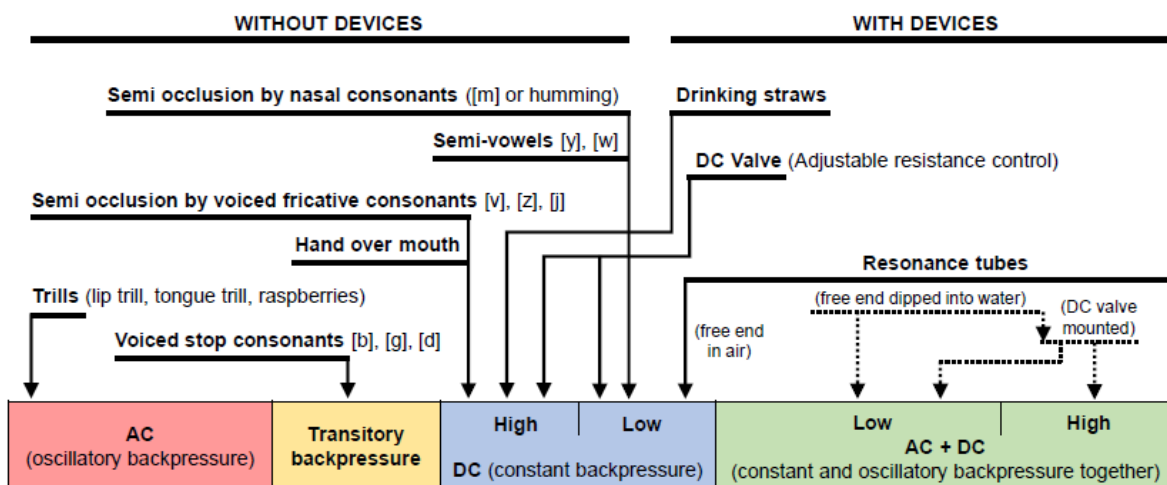 WITHOUT DEVICES
WITH DEVICES
Semi occlusion by nasal consonants ([m] or humming)
Drinking straws
Semi-vowels [y], [w]
DC Valve (Adjustable resistance control)
Semi occlusion by voiced fricative consonants [v], [z], [j]
Hand over mouth
Resonance tubes
Trills (lip trill, tongue trill, raspberries)
(free end dipped into water)
(DC valve
mounted)
(free end
in air)
Voiced stop consonants [b], [g], [d]
AC
(oscillatory backpressure)
Transitory
backpressure
High
Low
DC (constant backpressure)
Low
High
AC + DC
(constant and oscillatory backpressure together)